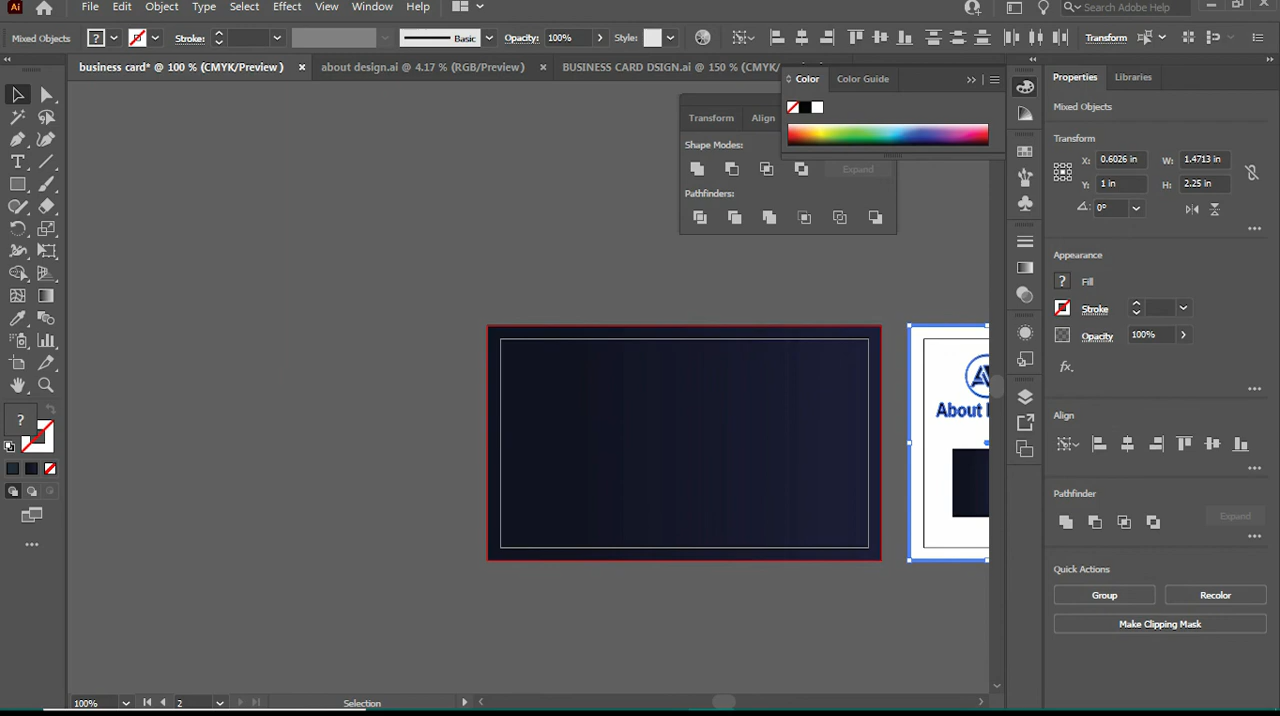 Ai File Edit Object Type Select Effect View Window Help Search Adobe Help
Mixed Objects ? Stroke: Basic Opacity: 100% Style: Transform
business card* @ 100 % (CMYK/Preview ) × about design.ai @ 4.17 % (RGB/Preview) × BUSINESS CARD DSIGN.ai @ 150 % (CMYK/
Color Color Guide
Properties Libraries
Mixed Objects
Transform Align
Shape Modes:
Expand
Pathfinders:
Transform
X: 0.6026 in W: 1.4713 in
Y: 1 in H: 2.25 in
0°
Appearance
? Fill
Stroke
Opacity 100%
fx.
Align
Pathfinder
Expand
Quick Actions
Group Recolor
Make Clipping Mask
About
?
100% 2 Selection